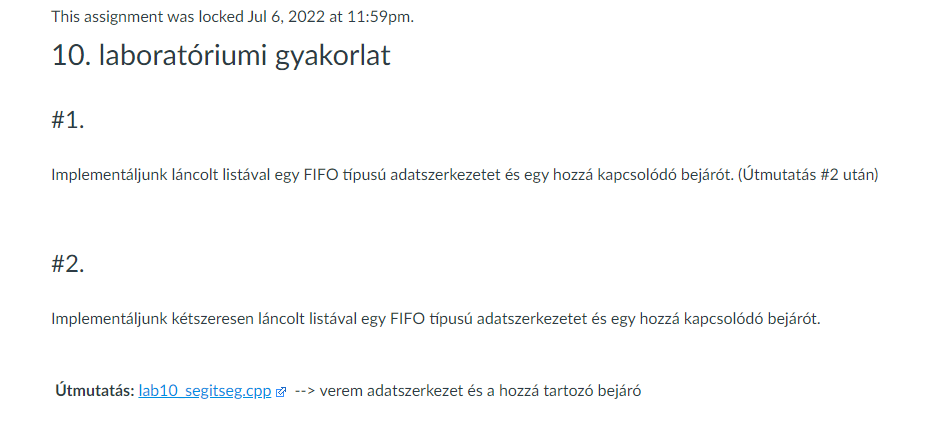 This assignment was locked Jul 6, 2022 at 11:59pm.
10. laboratóriumi gyakorlat
#1.
Implementáljunk láncolt listával egy FIFO típusú adatszerkezetet és egy hozzá kapcsolódó bejárót. (Útmutatás #2 után)
#2.
Implementáljunk kétszeresen láncolt listával egy FIFO típusú adatszerkezetet és egy hozzá kapcsolódó bejárót.
Útmutatás: lab10_segitseg.cpp --> verem adatszerkezet és a hozzá tartozó bejáró